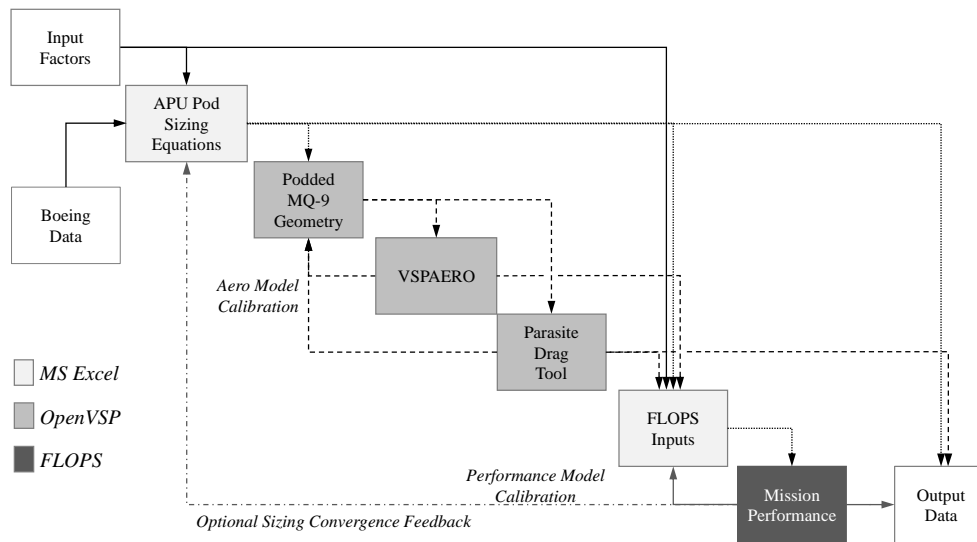 Input
Factors
APU Pod
Sizing
Equations
Boeing
Data
Podded
MQ-9
Geometry
VSPAERO
Aero Model
Calibration
Parasite
Drag
Tool
MS Excel
OpenVSP
FLOPS
FLOPS
Inputs
Performance Model
Calibration
Mission
Performance
Output
Data
Optional Sizing Convergence Feedback